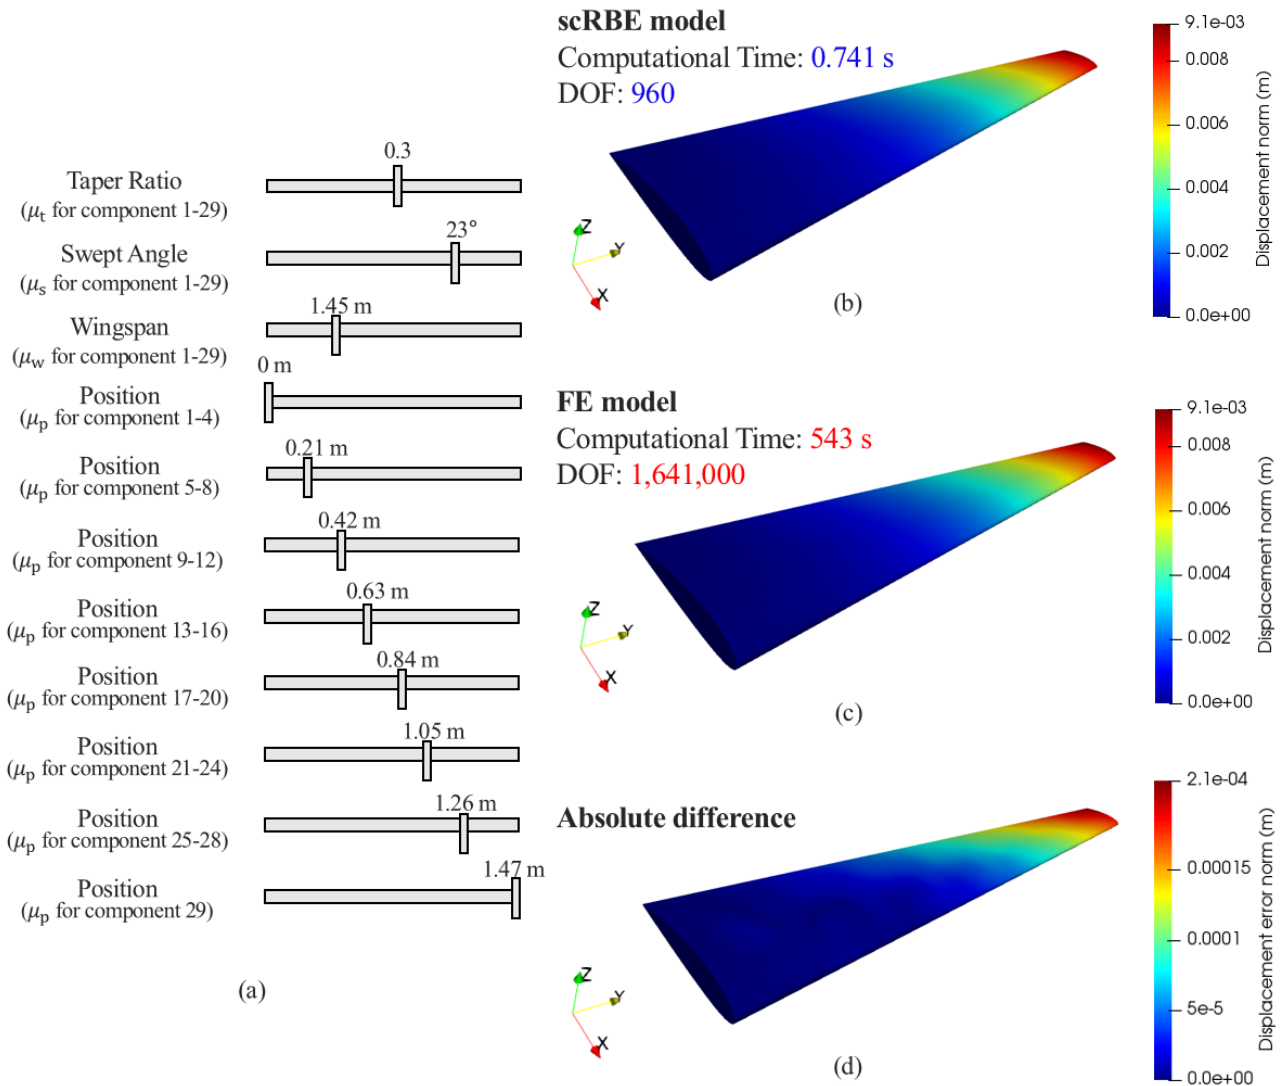 0.3
Taper Ratio
(μt for component 1-29)
23°
Swept Angle
(μs for component 1-29)
1.45 m
Wingspan
(μw for component 1-29)
0 m
Position
(μp for component 1-4)
0.21 m
Position
(μp for component 5-8)
0.42 m
Position
(μp for component 9-12)
0.63 m
Position
(μp for component 13-16)
0.84 m
Position
(μp for component 17-20)
1.05 m
Position
(μp for component 21-24)
1.26 m
Position
(μp for component 25-28)
1.47 m
Position
(μp for component 29)
(a)
scRBE model
Computational Time: 0.741 s
DOF: 960
Z
Y
X
(b)
9.1e-03
0.008
0.006
0.004
0.002
0.0e+00
Displacement norm (m)
FE model
Computational Time: 543 s
DOF: 1,641,000
Z
Y
X
(c)
9.1e-03
0.008
0.006
0.004
0.002
0.0e+00
Displacement norm (m)
Absolute difference
Z
Y
X
(d)
2.1e-04
0.00015
0.0001
5e-5
0.0e+00
Displacement error norm (m)